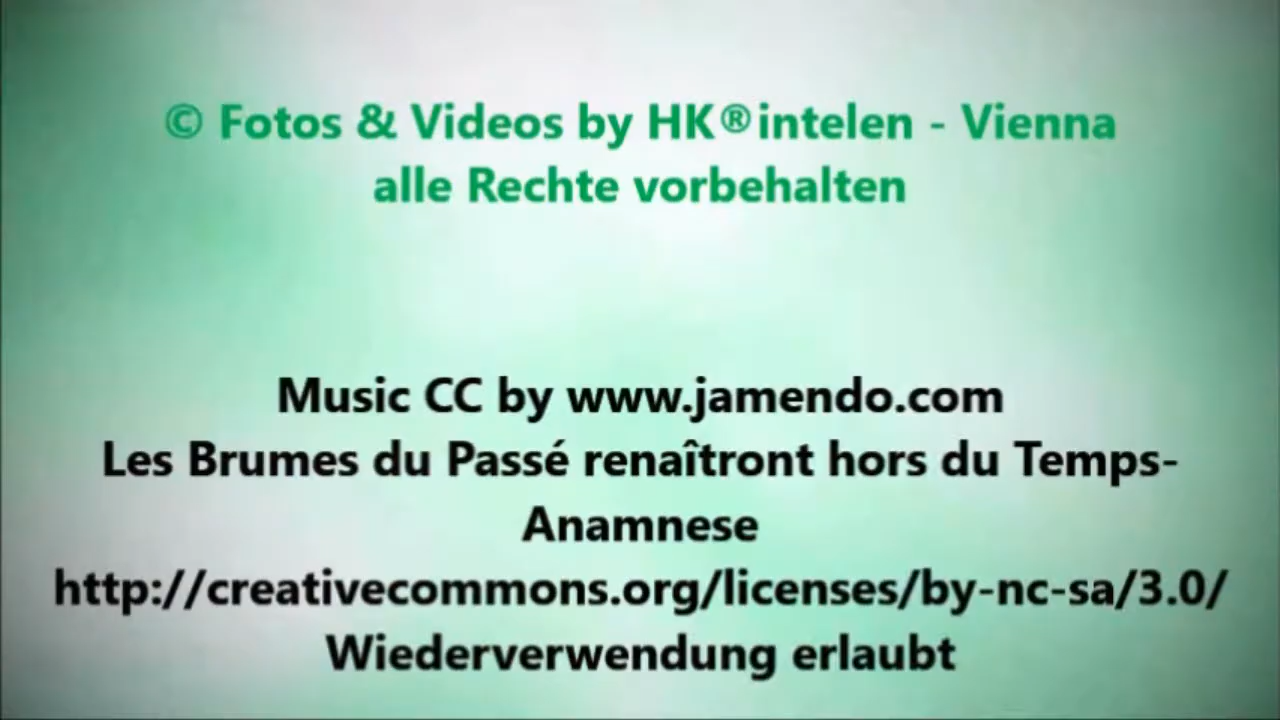 © Fotos & Videos by HK®intelen - Vienna
alle Rechte vorbehalten
Music CC by www.jamendo.com
Les Brumes du Passé renaîtront hors du Temps-
Anamnese
http://creativecommons.org/licenses/by-nc-sa/3.0/
Wiederverwendung erlaubt